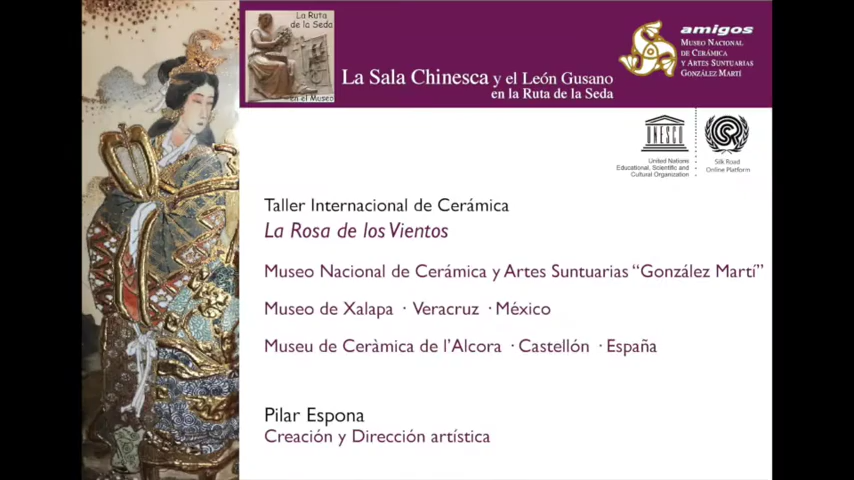 La Ruta
de la Seda
en el Museo
La Sala Chinesca y el León Gusano
en la Ruta de la Seda
amigos
Museo Nacional
de Cerámica
y Artes Suntuarias
González Martí
UNESCO
United Nations
Educational, Scientific and
Cultural Organization
Silk Road
Online Platform
Taller Internacional de Cerámica
La Rosa de los Vientos
Museo Nacional de Cerámica y Artes Suntuarias “González Martí”
Museo de Xalapa · Veracruz · México
Museu de Ceràmica de l’Alcora · Castellón · España
Pilar Espona
Creación y Dirección artística